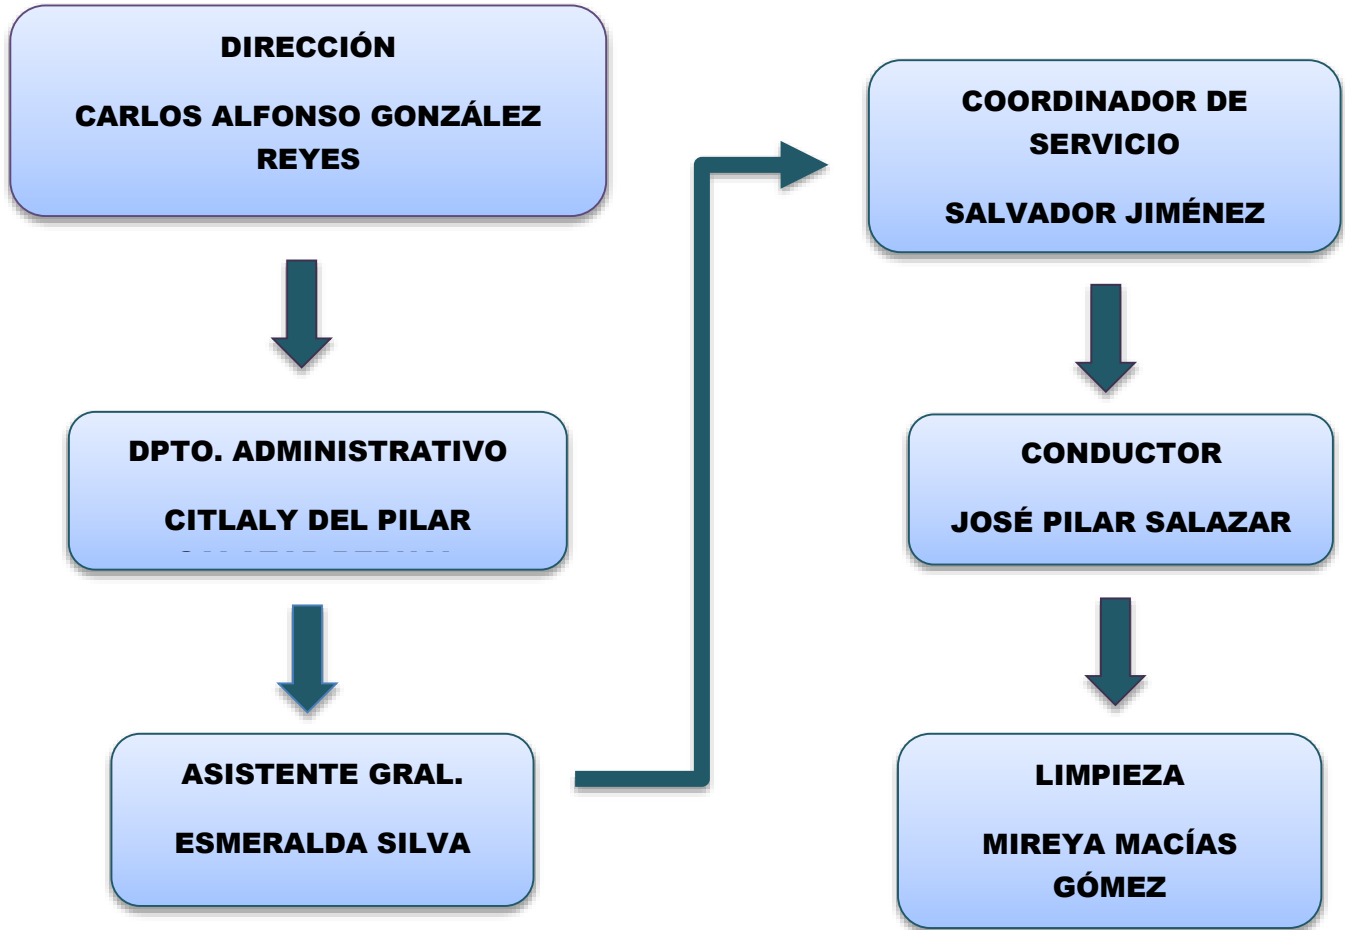 DIRECCIÓN
CARLOS ALFONSO GONZÁLEZ
REYES
DPTO. ADMINISTRATIVO
CITLALY DEL PILAR
ASISTENTE GRAL.
ESMERALDA SILVA
COORDINADOR DE
SERVICIO
SALVADOR JIMÉNEZ
CONDUCTOR
JOSÉ PILAR SALAZAR
LIMPIEZA
MIREYA MACÍAS
GÓMEZ